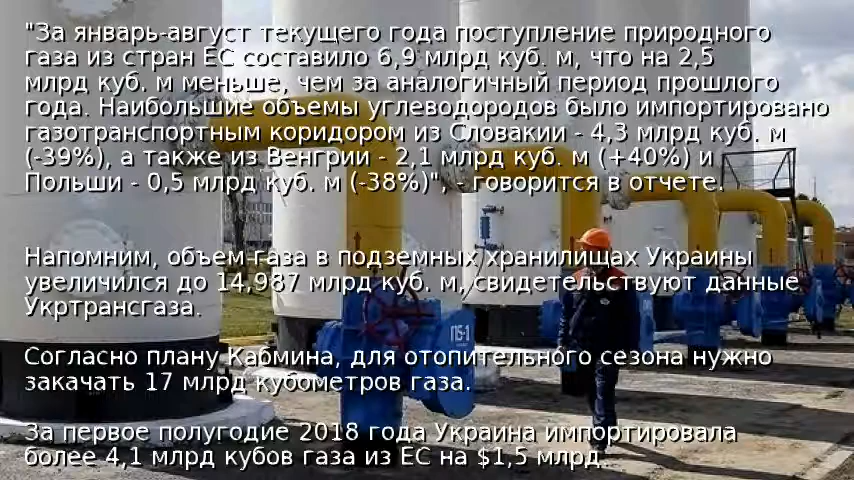 "За январь-август текущего года поступление природного
газа из стран ЕС составило 6,9 млрд куб. м, что на 2,5
млрд куб. м меньше, чем за аналогичный период прошлого
года. Наибольшие объемы углеводородов было импортировано
газотранспортным коридором из Словакии - 4,3 млрд куб. м
(-39%), а также из Венгрии - 2,1 млрд куб. м (+40%) и
Польши - 0,5 млрд куб. м (-38%)", - говорится в отчете.
Напомним, объем газа в подземных хранилищах Украины
увеличился до 14,987 млрд куб. м, свидетельствуют данные
Укртрансгаза.
П5-1
Согласно плану Кабмина, для отопительного сезона нужно
закачать 17 млрд кубометров газа.
За первое полугодие 2018 года Украина импортировала
более 4,1 млрд кубов газа из ЕС на $1,5 млрд.